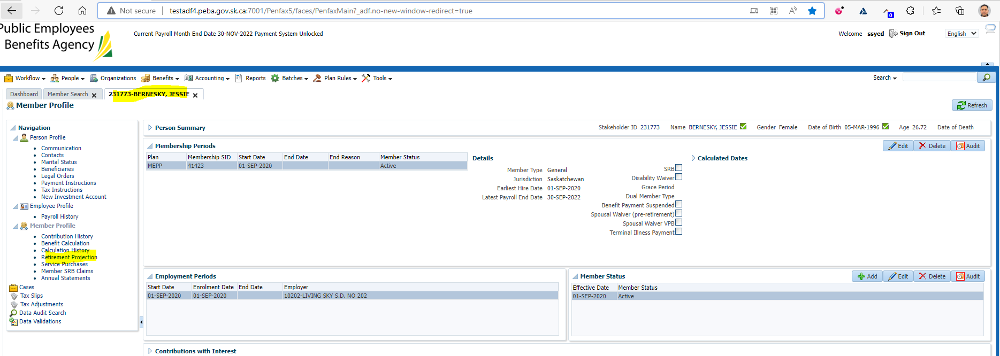 Not secure testadf4.peba.gov.sk.ca:7001/Penfax5/faces/PenfaxMain?_adf.no-new-window-redirect=true
0
Public Employees
Benefits Agency
Current Payroll Month End Date 30-NOV-2022 Payment System Unlocked
Welcome ssyed Sign Out English
Workflow People Organizations Benefits Accounting Reports Batches Plan Rules Tools Search
Dashboard Member Search 231773-BERNESKY, JESSIE
Member Profile Refresh
Navigation
Person Profile
Communication
Contacts
Marital Status
Beneficiaries
Legal Orders
Payment Instructions
Tax Instructions
New Investment Account
Employee Profile
Payroll History
Member Profile
Contribution History
Benefit Calculation
Calculation History
Retirement Projection
Service Purchases
Member SRB Claims
Annual Statements
Cases
Tax Slips
Tax Adjustments
Data Audit Search
Data Validations
Person Summary Stakeholder ID 231773 Name BERNESKY, JESSIE Gender Female Date of Birth 05-MAR-1996 Age 26.72 Date of Death
Membership Periods Edit Delete Audit
Plan Membership SID Start Date End Date End Reason Member Status
MEPP 41423 01-SEP-2020 Active
Details
Member Type General
Jurisdiction Saskatchewan
Earliest Hire Date 01-SEP-2020
Latest Payroll End Date 30-SEP-2022
SRB
Disability Waiver
Grace Period
Dual Member Type
Benefit Payment Suspended
Spousal Waiver (pre-retirement)
Spousal Waiver VPB
Terminal Illness Payment
Calculated Dates
Employment Periods
Start Date Enrolment Date End Date Employer
01-SEP-2020 01-SEP-2020 10202-LIVING SKY S.D. NO 202
Member Status Add Edit Delete Audit
Effective Date Member Status
01-SEP-2020 Active
Contributions with Interest